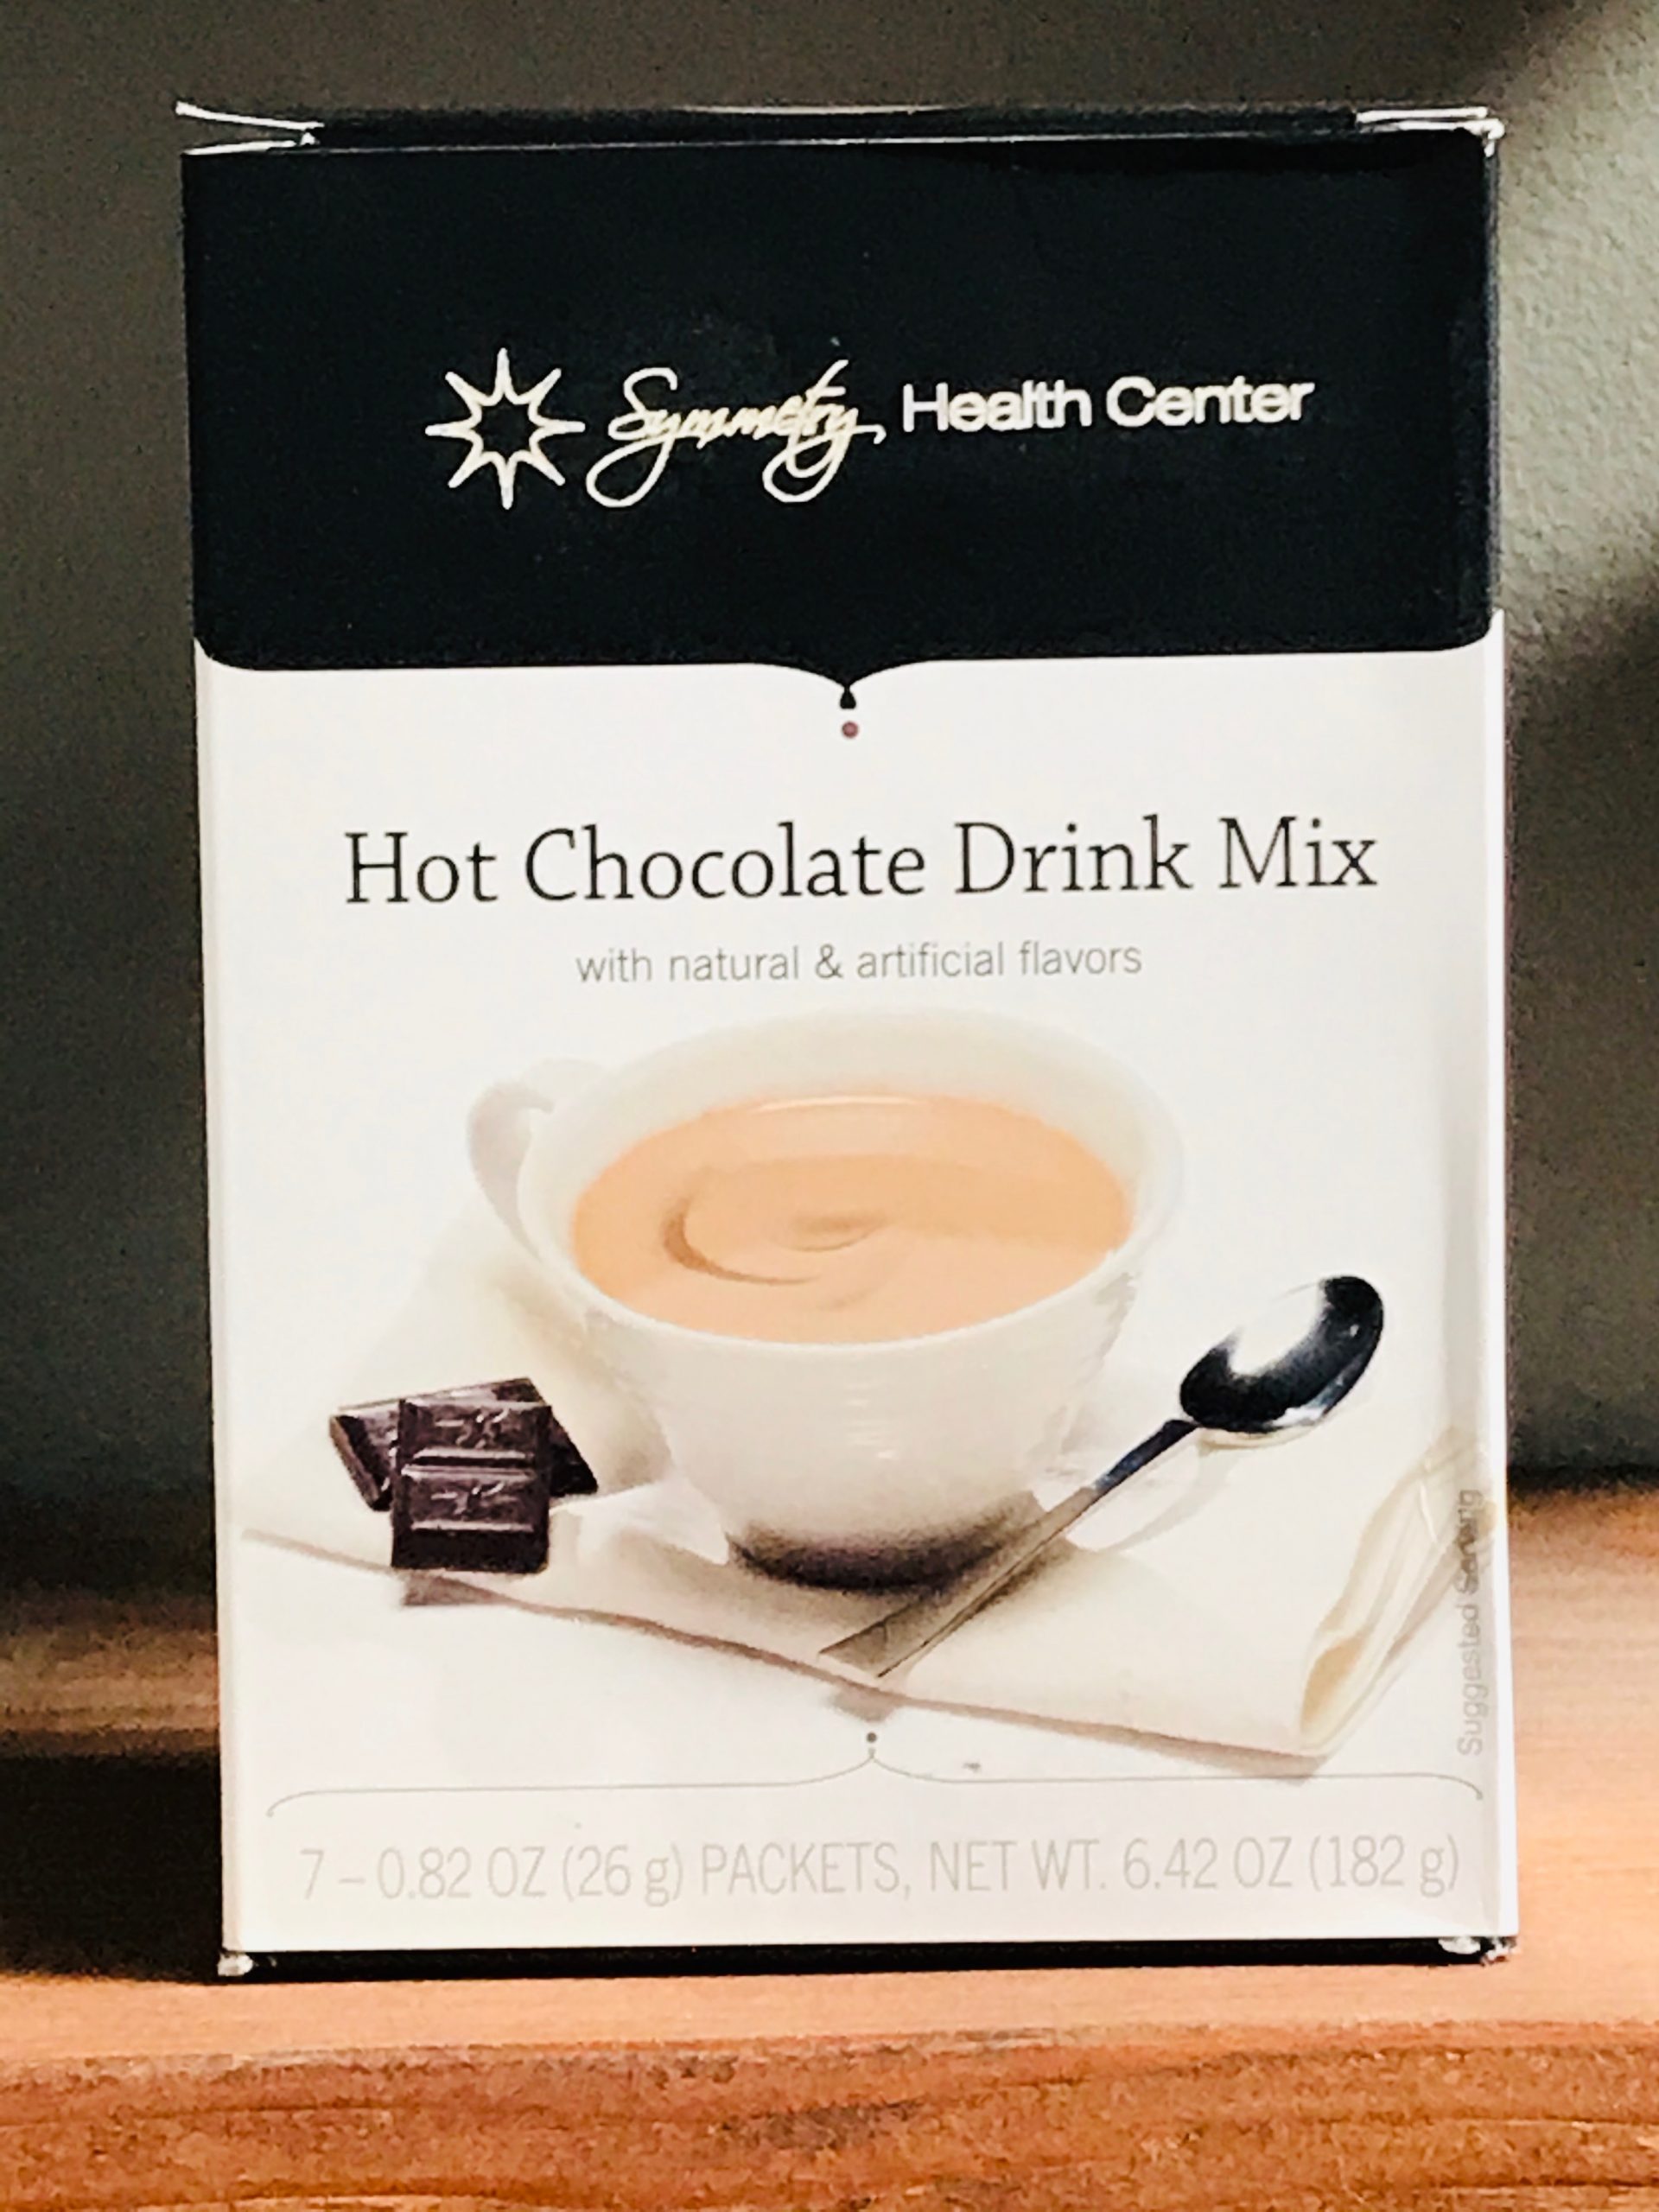 Symmetry Health Center
Hot Chocolate Drink Mix
with natural & artificial flavors
Suggested Serving
7 – 0.82 OZ (26 g) PACKETS, NET WT. 6.42 OZ (182 g)